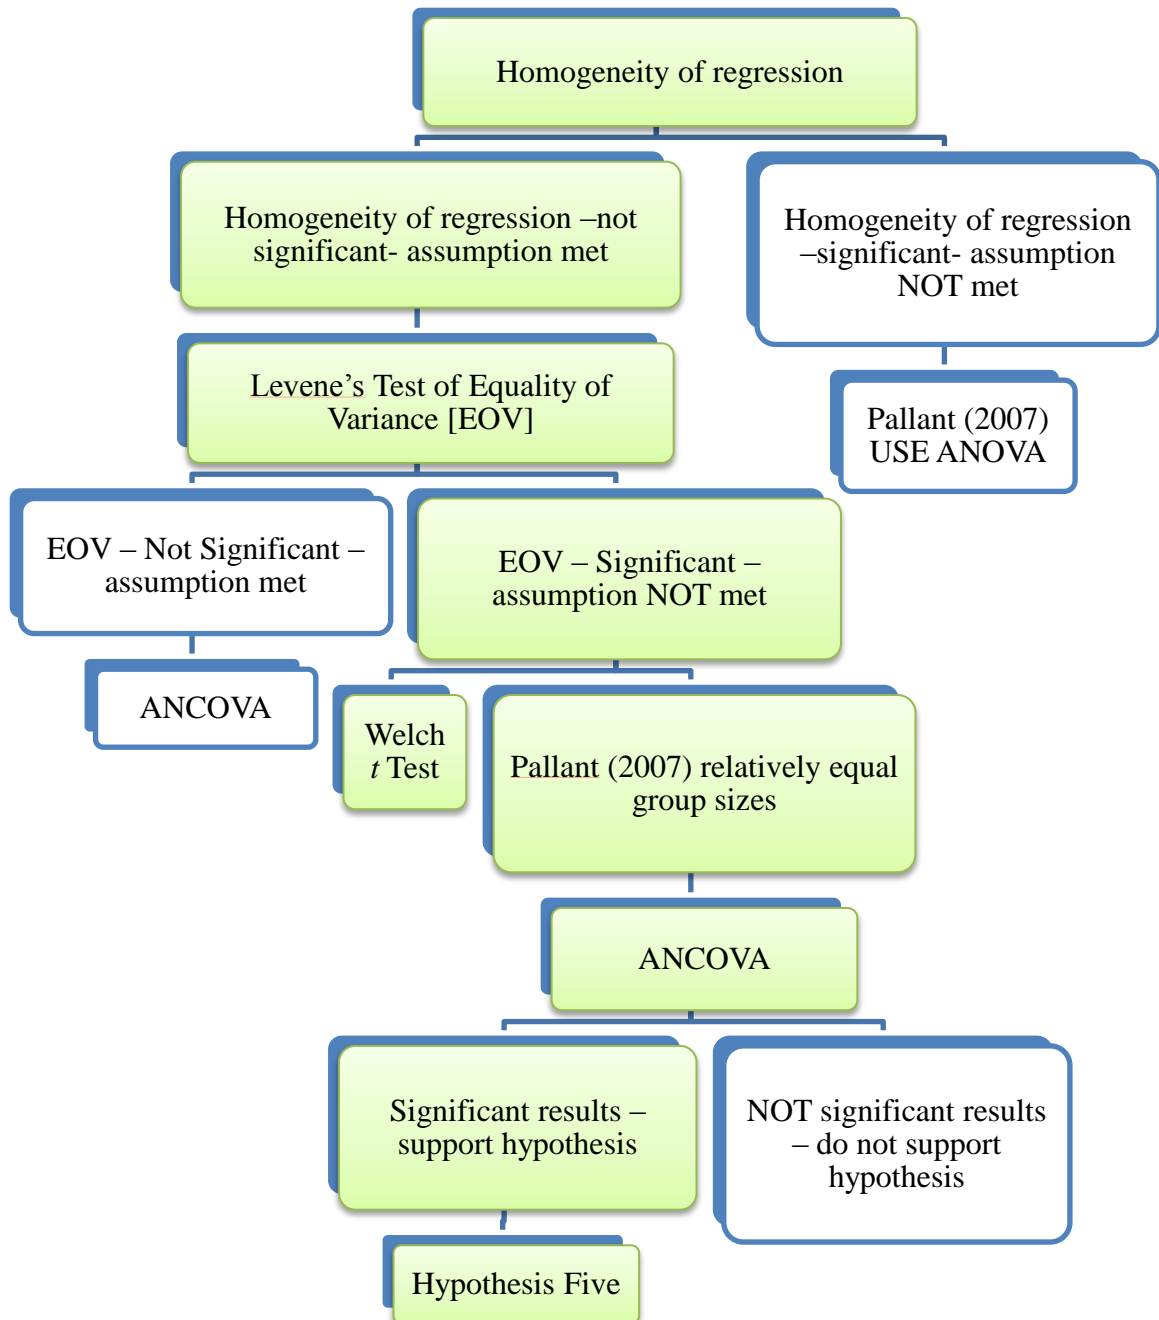 Homogeneity of regression
Homogeneity of regression –not
significant- assumption met
Homogeneity of regression
–significant- assumption
NOT met
Levene’s Test of Equality of
Variance [EOV]
Pallant (2007)
USE ANOVA
EOV – Not Significant –
assumption met
EOV – Significant –
assumption NOT met
ANCOVA
Welch
t Test
Pallant (2007) relatively equal
group sizes
ANCOVA
Significant results –
support hypothesis
NOT significant results
– do not support
hypothesis
Hypothesis Five